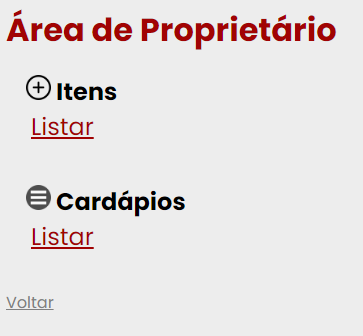 Área de Proprietário
Itens
Listar
Cardápios
Listar
Voltar